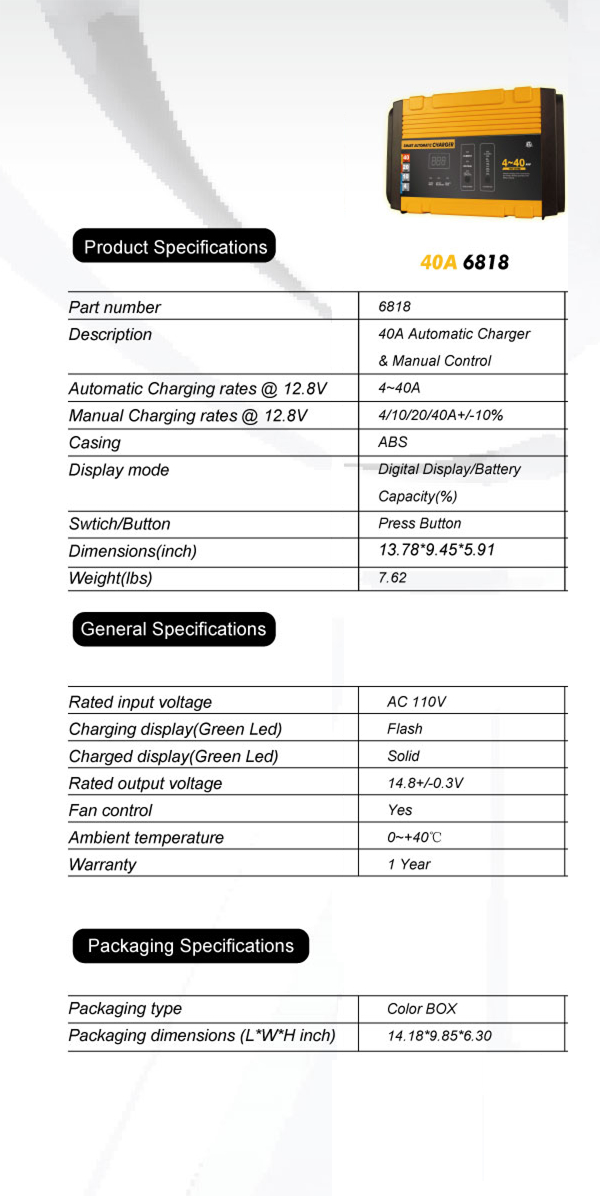 SMART AUTOMATIC CHARGER
4~40
Product Specifications
40A 6818
Part number 6818
Description 40A Automatic Charger
& Manual Control
Automatic Charging rates @ 12.8V 4~40A
Manual Charging rates @ 12.8V 4/10/20/40A+/-10%
Casing ABS
Display mode Digital Display/Battery
Capacity(%)
Swtich/Button Press Button
Dimensions(inch) 13.78*9.45*5.91
Weight(lbs) 7.62
General Specifications
Rated input voltage AC 110V
Charging display(Green Led) Flash
Charged display(Green Led) Solid
Rated output voltage 14.8+/-0.3V
Fan control Yes
Ambient temperature 0~+40℃
Warranty 1 Year
Packaging Specifications
Packaging type Color BOX
Packaging dimensions (L*W*H inch) 14.18*9.85*6.30